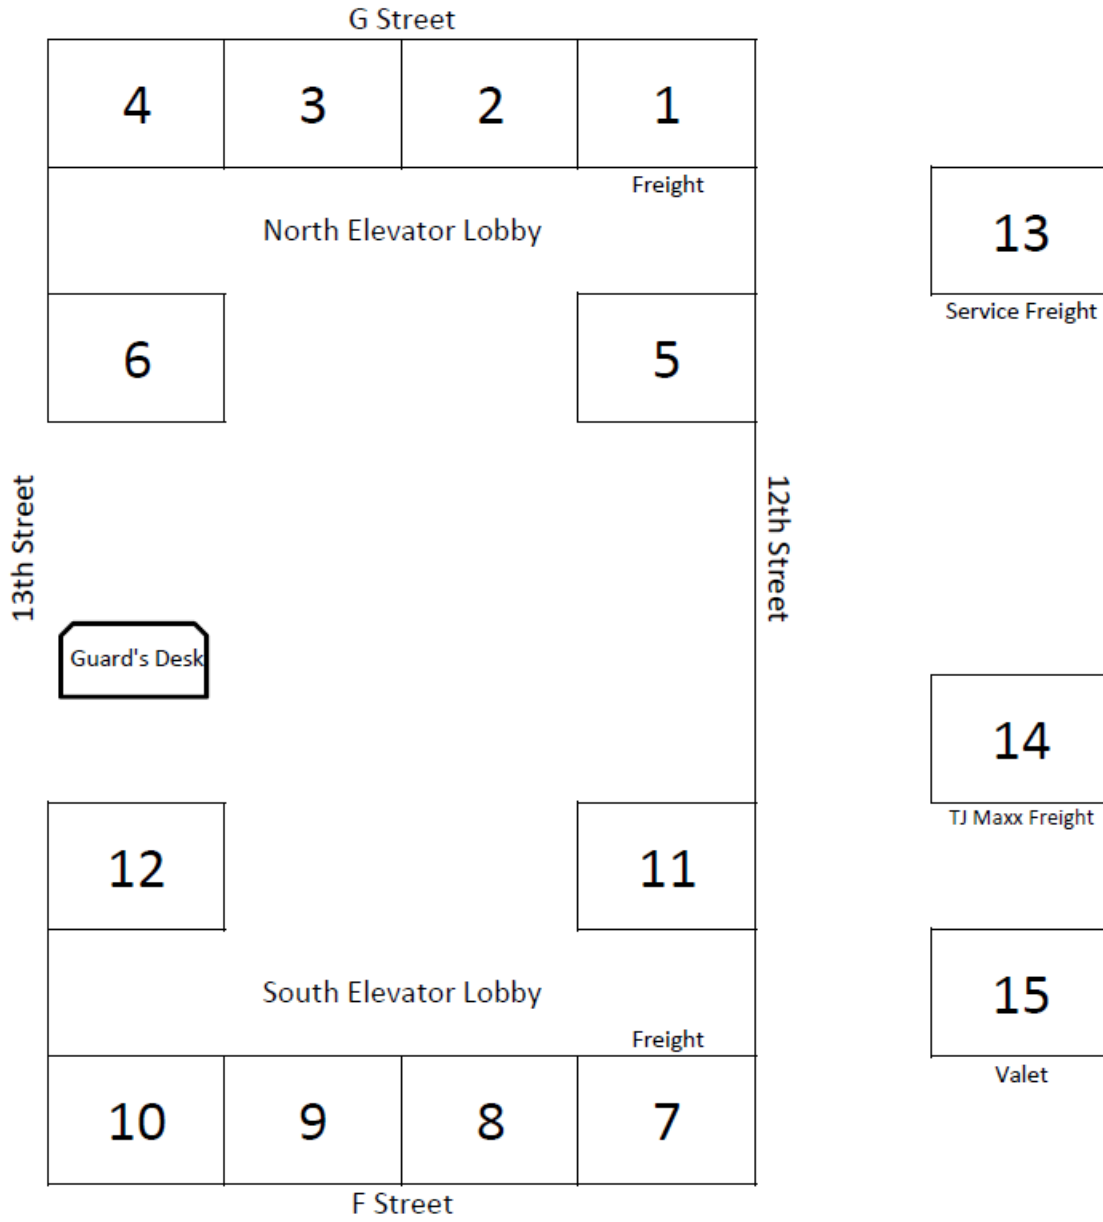 G Street
4 3 2 1
Freight
North Elevator Lobby
13
Service Freight
6 5
13th Street
12th Street
Guard's Desk
14
TJ Maxx Freight
12 11
South Elevator Lobby
15
Freight
Valet
10 9 8 7
F Street